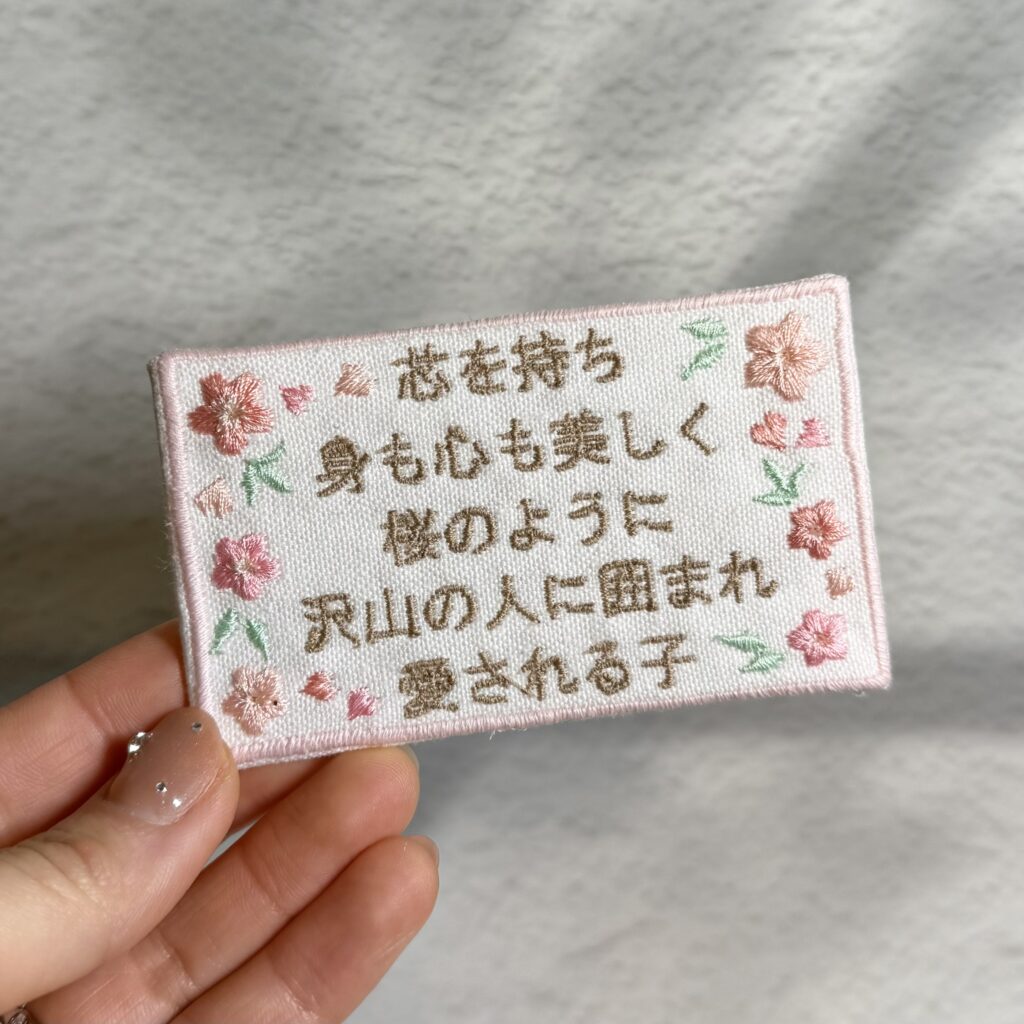 芯を持ち
身も心も美しく
桜のように
沢山の人に囲まれ
愛される子